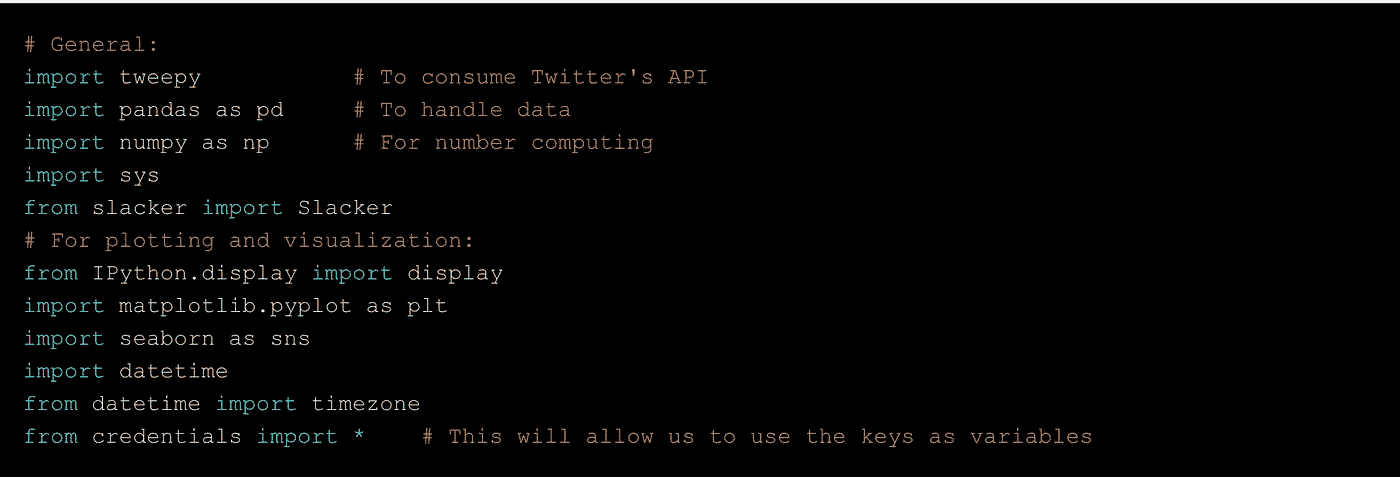 # General:
import tweepy           # To consume Twitter's API
import pandas as pd     # To handle data
import numpy as np      # For number computing
import sys
from slacker import Slacker
# For plotting and visualization:
from IPython.display import display
import matplotlib.pyplot as plt
import seaborn as sns
import datetime
from datetime import timezone
from credentials import *    # This will allow us to use the keys as variables